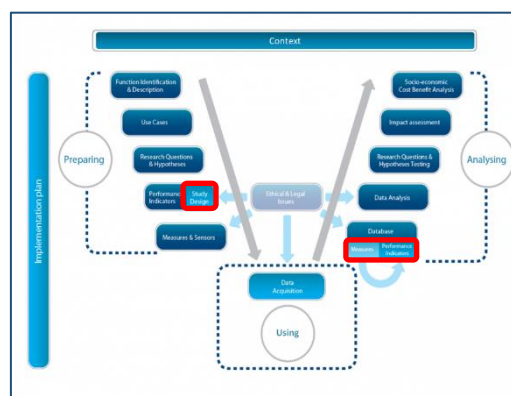 Context
Implementation plan
Preparing
Function Identification
& Description
Use Cases
Research Questions
& Hypotheses
Performance
Indicators
Study
Design
Measures & Sensors
Ethical & Legal
Issues
Data
Acquisition
Using
Socio-economic
Cost Benefit Analysis
Impact assessment
Research Questions &
Hypotheses Testing
Data Analysis
Database
Measures
Performance
Indicators
Analysing